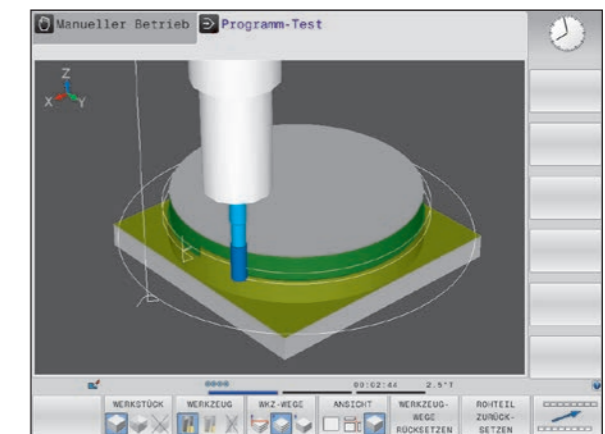 Manueller Betrieb Programm-Test
Z
X Y
00:02:44 2.5*T
WERKSTÜCK WERKZEUG WKZ-WEGE ANSICHT WERKZEUG-
WEGE
RÜCKSETZEN ROHTEIL
ZURÜCK-
SETZEN